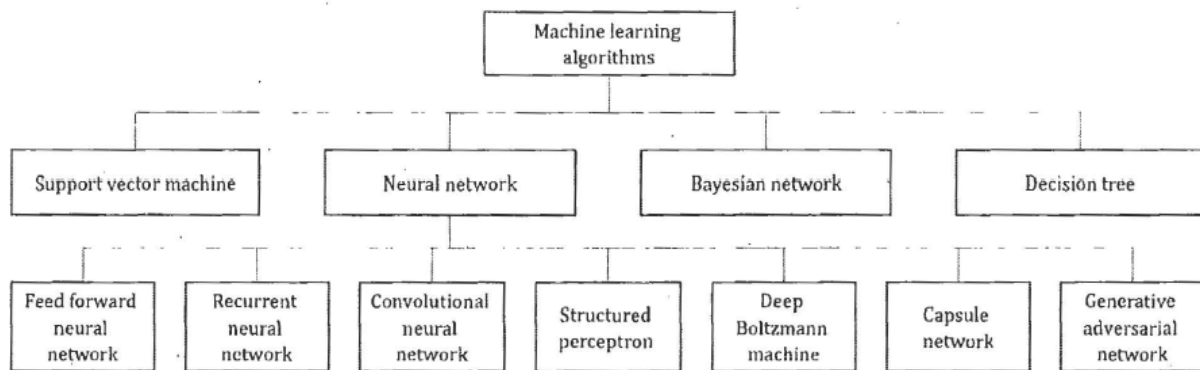 Machine learning
algorithms
Support vector machine
Neural network
Bayesian network
Decision tree
Feed forward
neural
network
Recurrent
neural
network
Convolutional
neural
network
Structured
perceptron
Deep
Boltzmann
machine
Capsule
network
Generative
adversarial
network